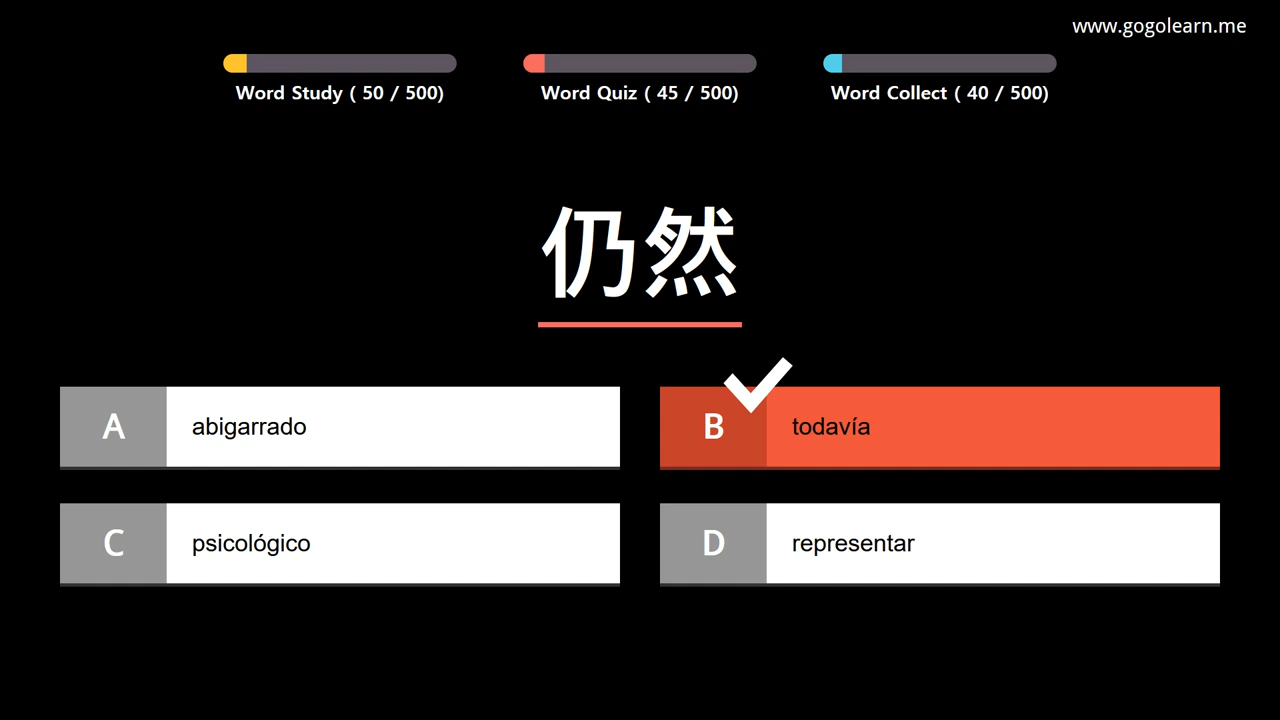 www.gogolearn.me
Word Study ( 50 / 500)
Word Quiz ( 45 / 500)
Word Collect ( 40 / 500)
仍然
A abigarrado
B todavía
C psicológico
D representar